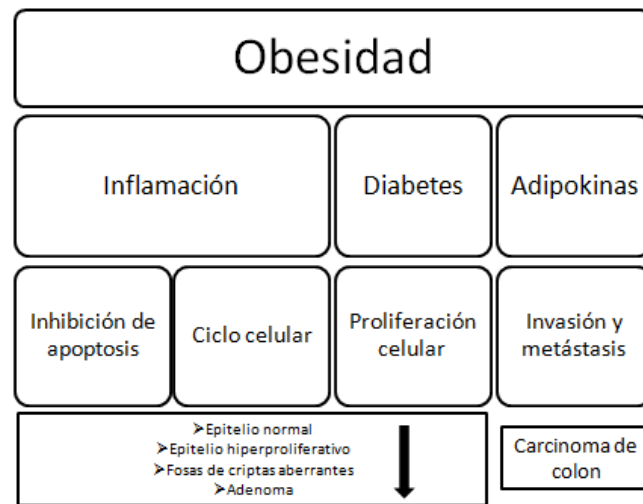 Obesidad
Inflamación
Diabetes
Adipokinas
Inhibición de
apoptosis
Ciclo celular
Proliferación
celular
Invasión y
metástasis
➤Epitelio normal
➤Epitelio hiperproliferativo
➤Fosas de criptas aberrantes
➤Adenoma
Carcinoma de
colon